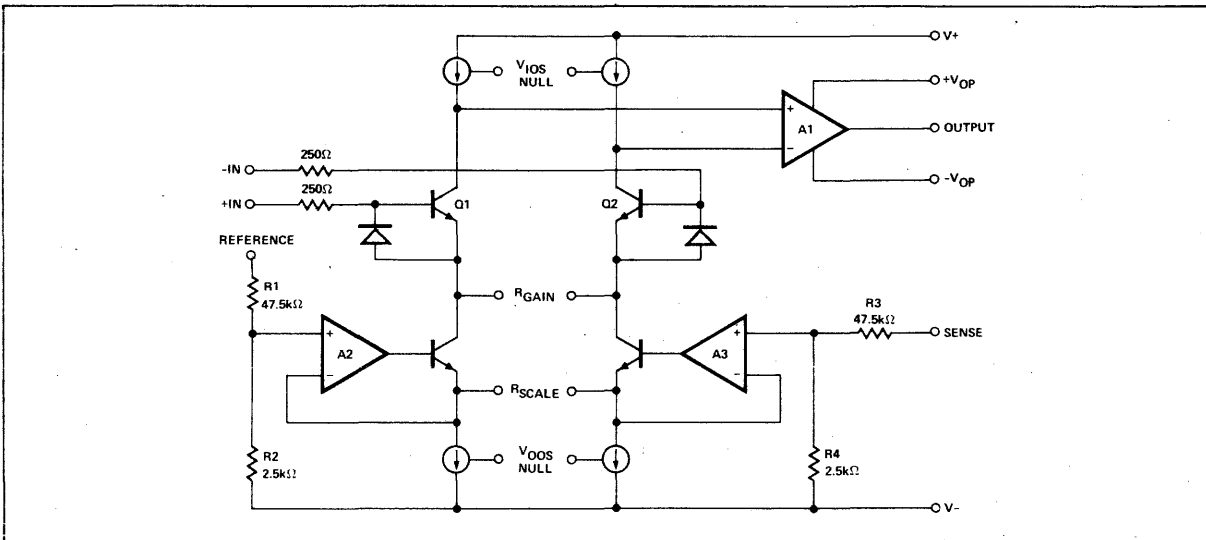 V+
V_IOS
NULL
+V_OP
+
A1
OUTPUT
−
250Ω
-IN
-V_OP
250Ω
+IN
Q1
Q2
REFERENCE
R1
47.5kΩ
R_GAIN
R3
47.5kΩ
+
A2
−
+
A3
−
SENSE
R_SCALE
R2
2.5kΩ
V_OOS
NULL
R4
2.5kΩ
V-